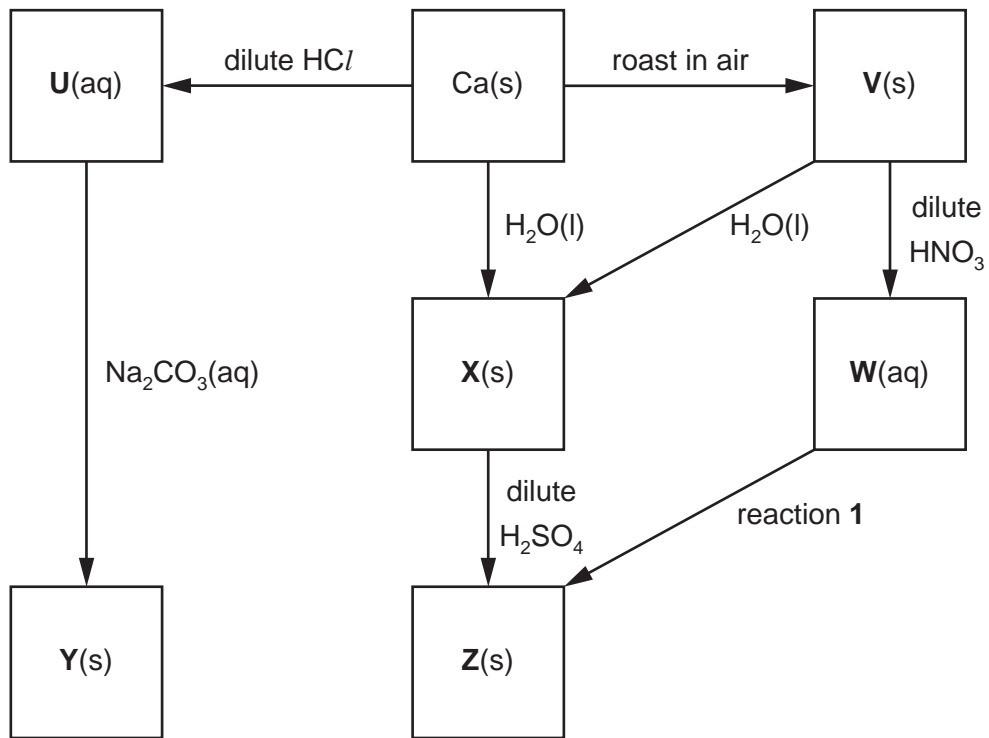 U(aq)
dilute HCl
Ca(s)
roast in air
V(s)
H₂O(l)
H₂O(l)
dilute
HNO₃
Na₂CO₃(aq)
X(s)
W(aq)
dilute
H₂SO₄
reaction 1
Y(s)
Z(s)